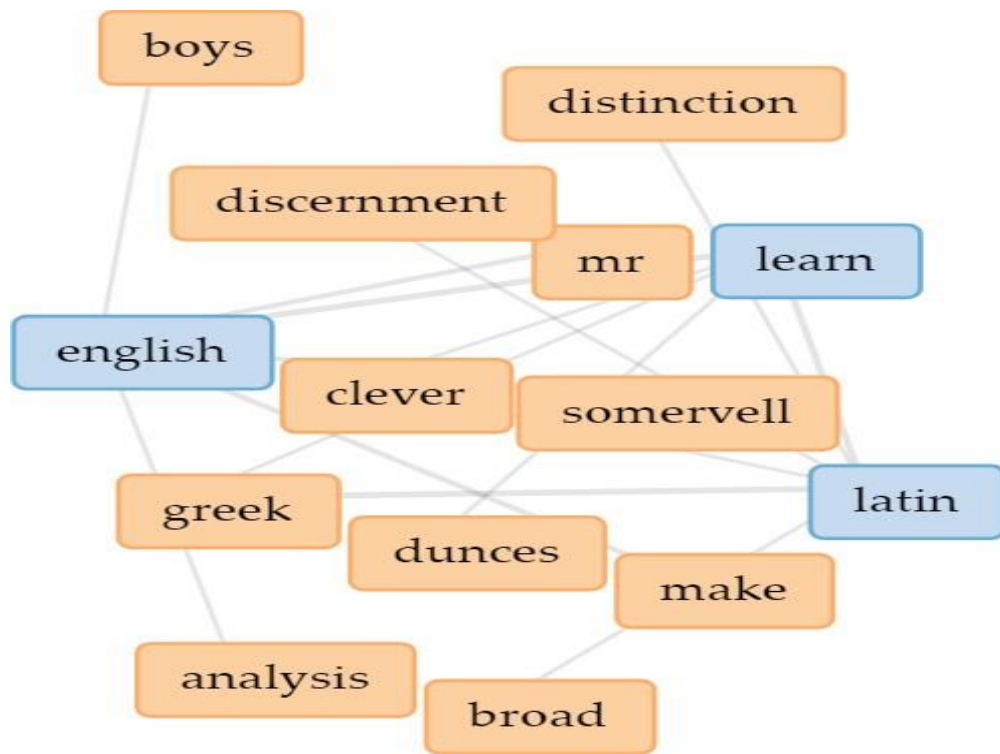 boys
distinction
discernment
mr
learn
english
clever
somervell
greek
latin
dunces
make
analysis
broad